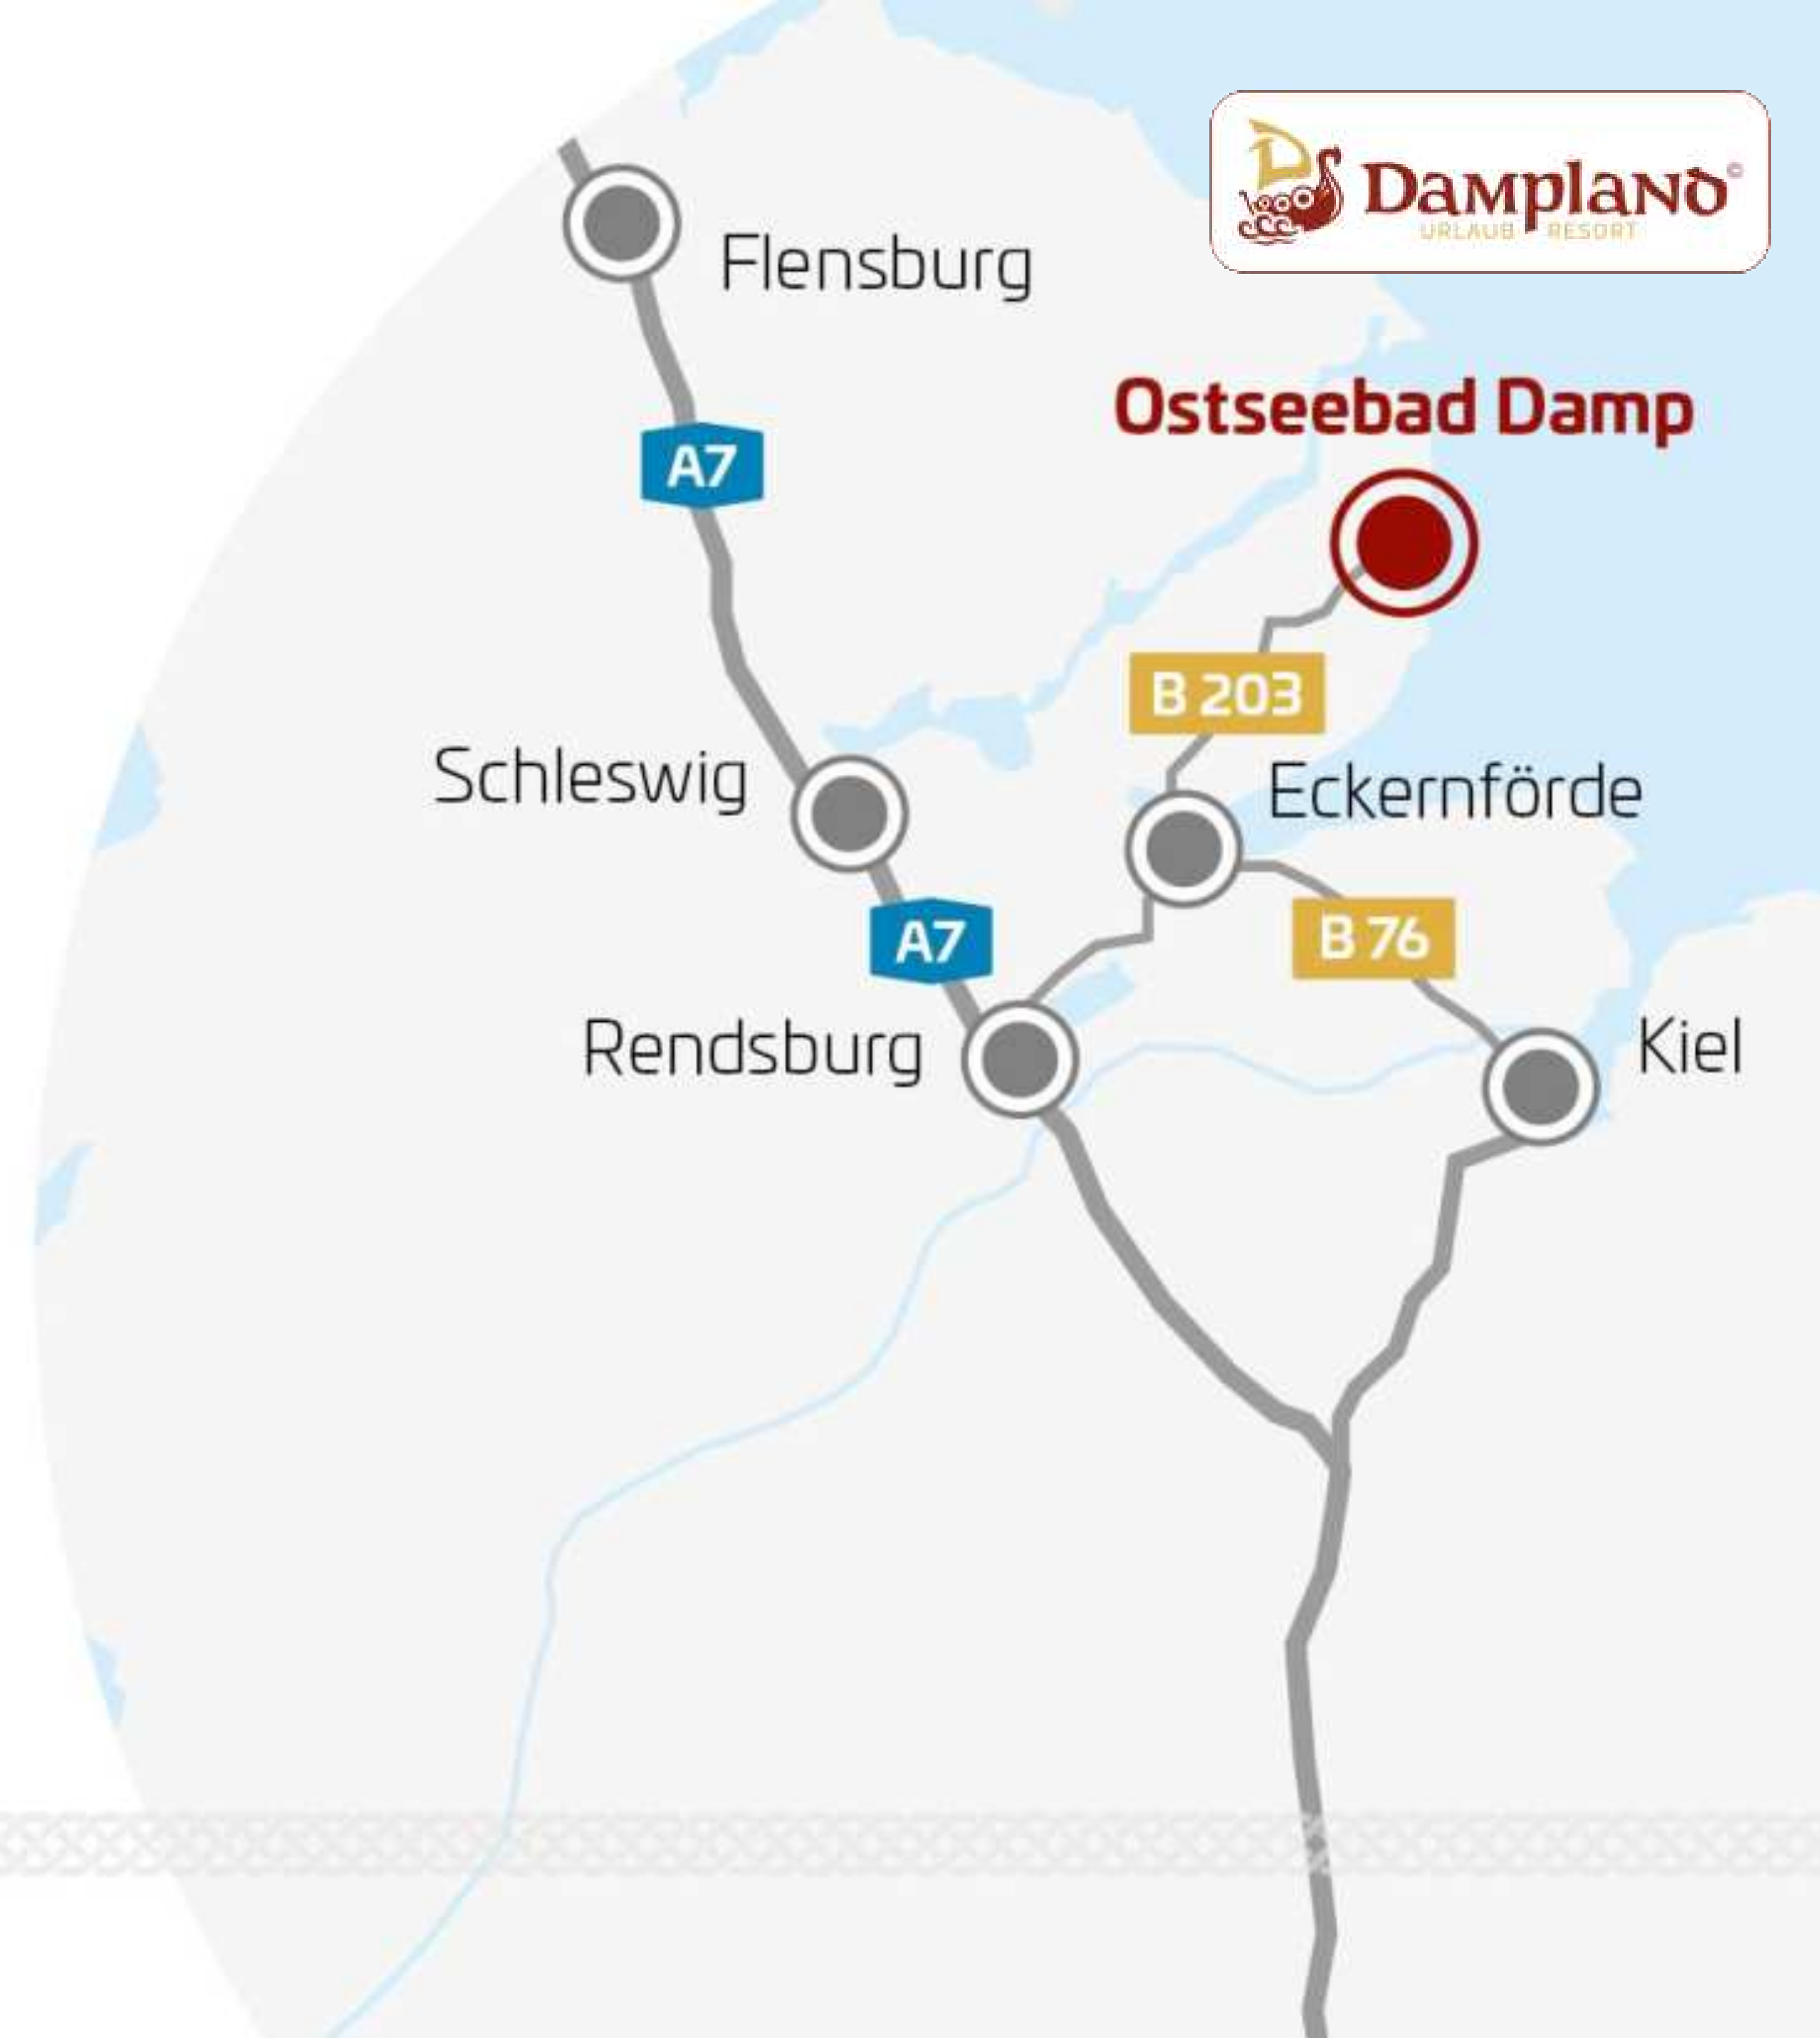 Dampland©
URLAUB RESORT
Flensburg
Ostseebad Damp
A7
B 203
Schleswig
Eckernförde
A7
B 76
Rendsburg
Kiel